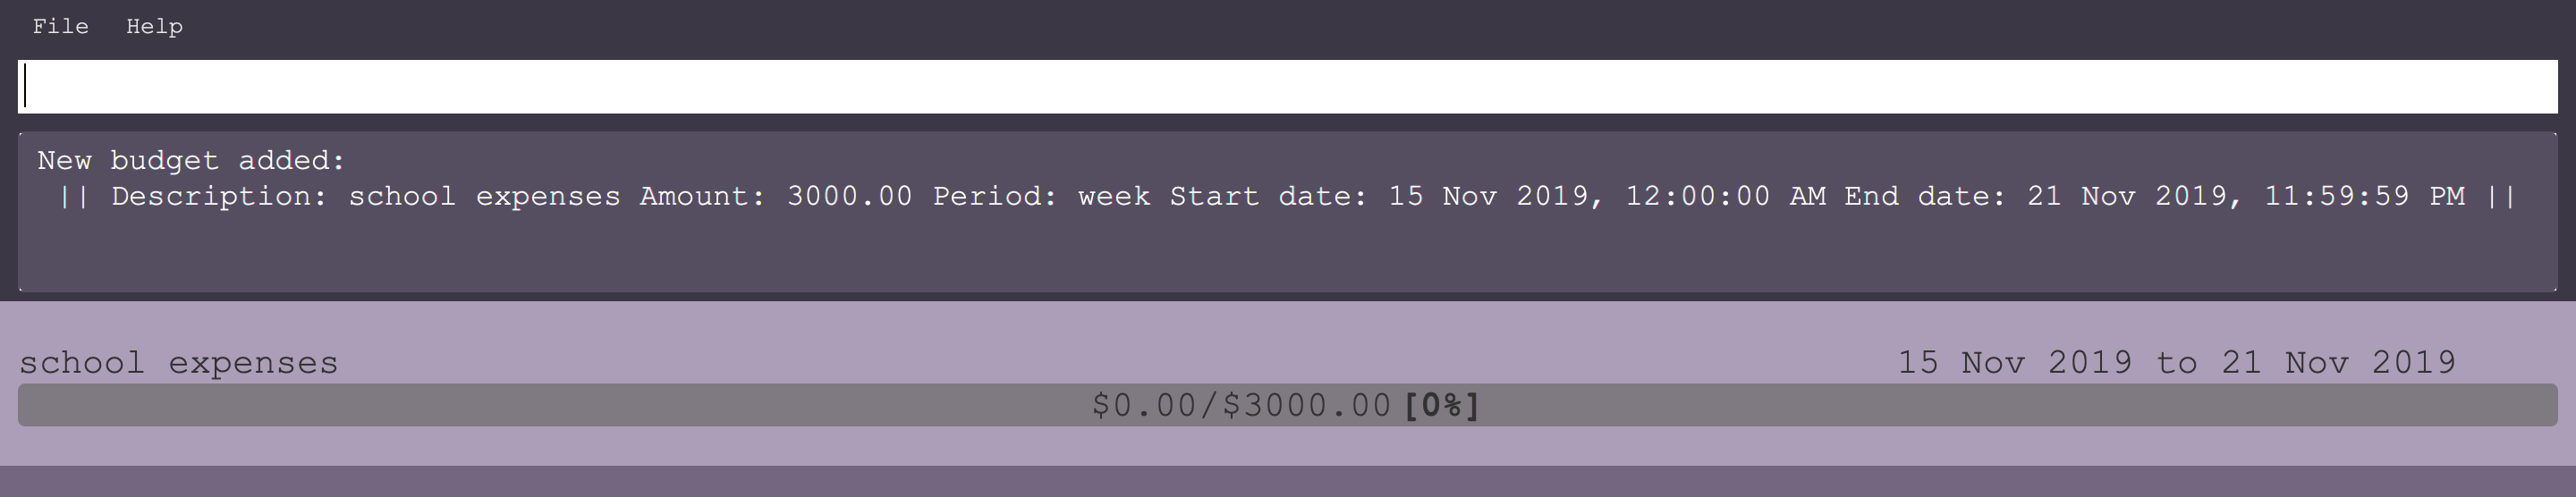 File Help
New budget added:
|| Description: school expenses Amount: 3000.00 Period: week Start date: 15 Nov 2019, 12:00:00 AM End date: 21 Nov 2019, 11:59:59 PM ||
school expenses 15 Nov 2019 to 21 Nov 2019
$0.00/$3000.00 [0%]